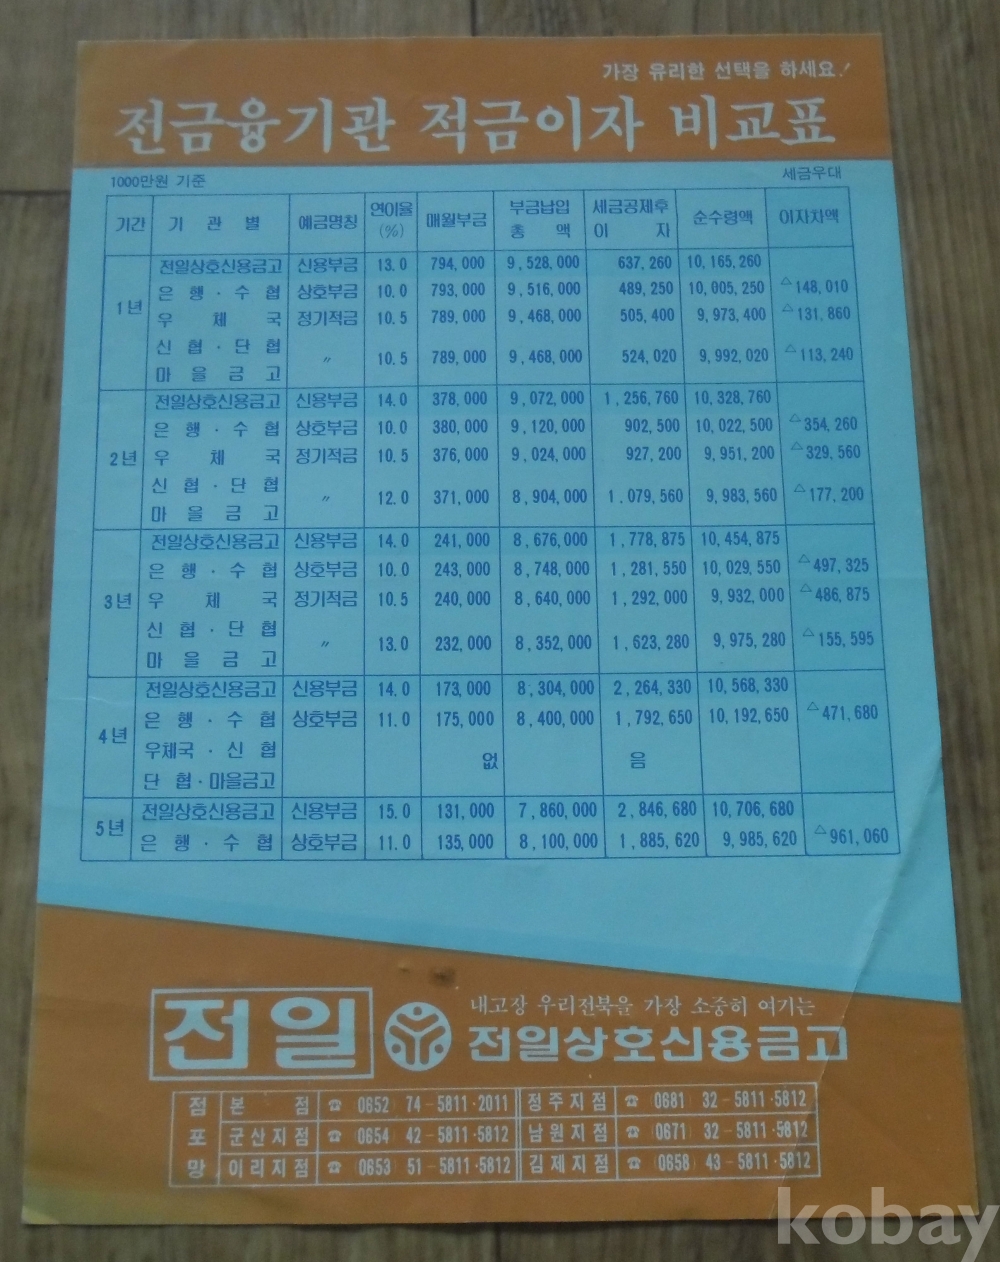 가장 유리한 선택을 하세요!
전금융기관 적금이자 비교표
1000만원 기준 세금우대
기간 기관별 예금명칭 연이율(%) 매월부금 부금납입총액 세금공제후이자 순수령액 이자차액
1년
전일상호신용금고 신용부금 13.0 794,000 9,528,000 637,260 10,165,260
은행·수협 상호부금 10.0 793,000 9,516,000 489,250 10,005,250 △148,010
우체국 정기적금 10.5 789,000 9,468,000 505,400 9,973,400 △131,860
신협·단협
마을금고 〃 10.5 789,000 9,468,000 524,020 9,992,020 △113,240
2년
전일상호신용금고 신용부금 14.0 378,000 9,072,000 1,256,760 10,328,760
은행·수협 상호부금 10.0 380,000 9,120,000 902,500 10,022,500 △354,260
우체국 정기적금 10.5 376,000 9,024,000 927,200 9,951,200 △329,560
신협·단협
마을금고 〃 12.0 371,000 8,904,000 1.079,560 9,983,560 △177,200
3년
전일상호신용금고 신용부금 14.0 241,000 8,676,000 1,778,875 10,454,875
은행·수협 상호부금 10.0 243,000 8,748,000 1,281,550 10,029,550 △497,325
우체국 정기적금 10.5 240,000 8,640,000 1,292,000 9,932,000 △486,875
신협·단협
마을금고 〃 13.0 232,000 8,352,000 1,623,280 9,975,280 △155,595
4년
전일상호신용금고 신용부금 14.0 173,000 8,304,000 2,264,330 10,568,330
은행·수협 상호부금 11.0 175,000 8,400,000 1,792,650 10,192,650 △471,680
우체국·신협
단협·마을금고 없음
5년
전일상호신용금고 신용부금 15.0 131,000 7,860,000 2,846,680 10,706,680
은행·수협 상호부금 11.0 135,000 8,100,000 1,885,620 9,985,620 △961,060
전일
내고장 우리전북을 가장 소중히 여기는
전일상호신용금고
점포망
본점 ☎ (0652) 74-5811·2011 정주지점 ☎ (0681) 32-5811·5812
군산지점 ☎ (0654) 42-5811·5812 남원지점 ☎ (0671) 32-5811·5812
이리지점 ☎ (0653) 51-5811·5812 김제지점 ☎ (0658) 43-5811·5812
kobay